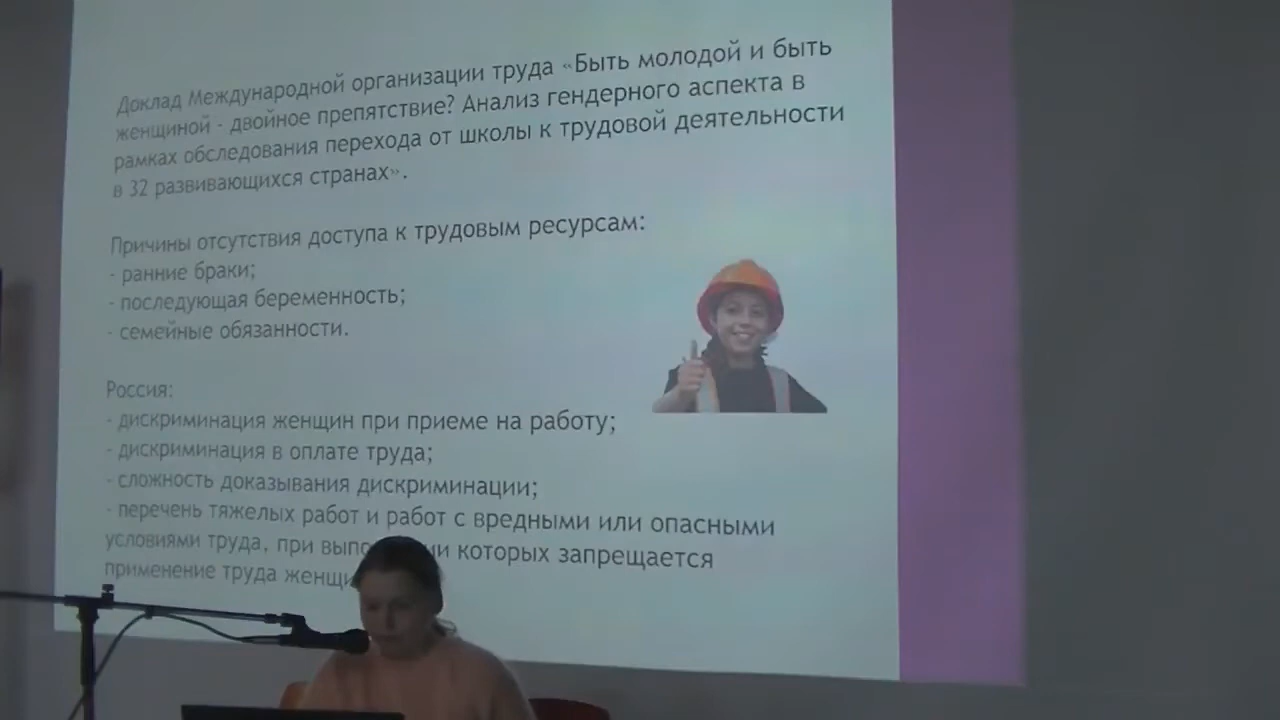 Доклад Международной организации труда «Быть молодой и быть
женщиной - двойное препятствие? Анализ гендерного аспекта в
рамках обследования перехода от школы к трудовой деятельности
в 32 развивающихся странах».
Причины отсутствия доступа к трудовым ресурсам:
- ранние браки;
- последующая беременность;
- семейные обязанности.
Россия:
- дискриминация женщин при приеме на работу;
- дискриминация в оплате труда;
- сложность доказывания дискриминации;
- перечень тяжелых работ и работ с вредными или опасными
условиями труда, при которых запрещается
применение труда